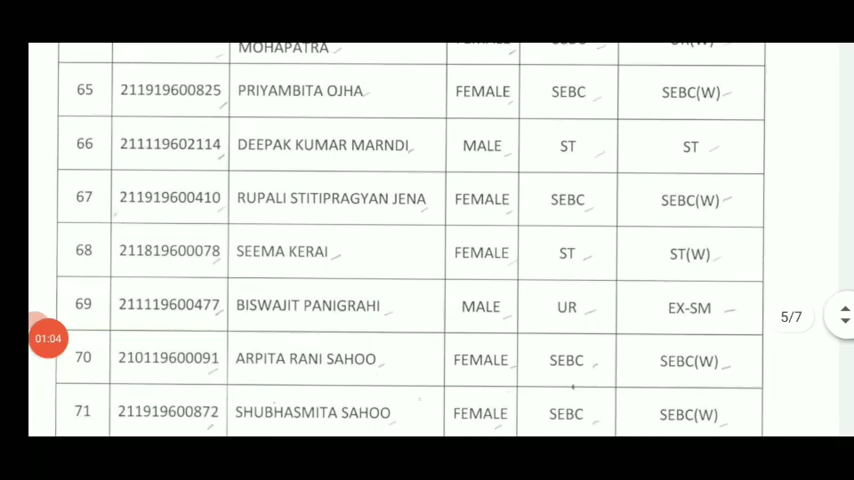 MOHAPATRA
65 211919600825 PRIYAMBITA OJHA FEMALE SEBC SEBC(W)
66 211119602114 DEEPAK KUMAR MARNDI MALE ST ST
67 211919600410 RUPALI STITIPRAGYAN JENA FEMALE SEBC SEBC(W)
68 211819600078 SEEMA KERAI FEMALE ST ST(W)
69 211119600477 BISWAJIT PANIGRAHI MALE UR EX-SM
70 210119600091 ARPITA RANI SAHOO FEMALE SEBC SEBC(W)
71 211919600872 SHUBHASMITA SAHOO FEMALE SEBC SEBC(W)
5/7
01:04